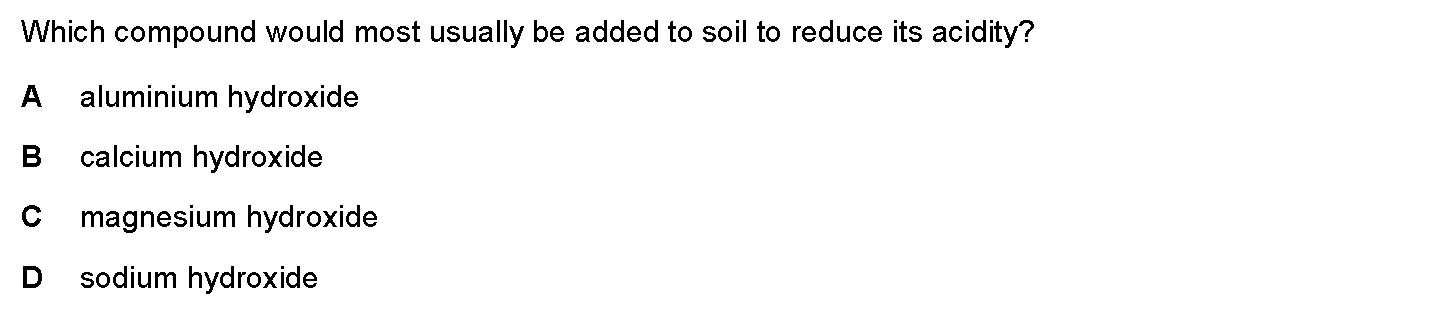 Which compound would most usually be added to soil to reduce its acidity?
A aluminium hydroxide
B calcium hydroxide
C magnesium hydroxide
D sodium hydroxide